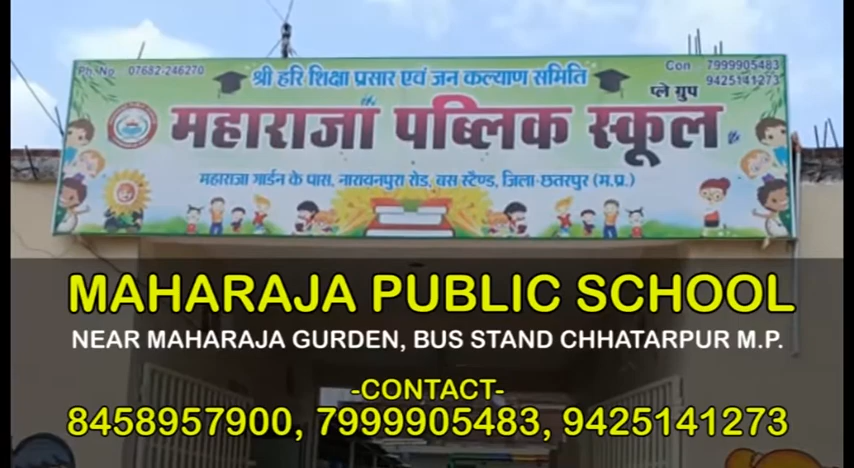 Ph. No. 07682-246270
Con 7999905483
9425141273
श्री हरि शिक्षा प्रसार एवं जन कल्याण समिति
प्ले ग्रुप
महाराजा पब्लिक स्कूल
महाराजा गार्डन के पास, नारायनपुरा रोड, बस स्टैण्ड, जिला-छतरपुर (म.प्र.)
MAHARAJA PUBLIC SCHOOL
NEAR MAHARAJA GURDEN, BUS STAND CHHATARPUR M.P.
-CONTACT-
8458957900, 7999905483, 9425141273